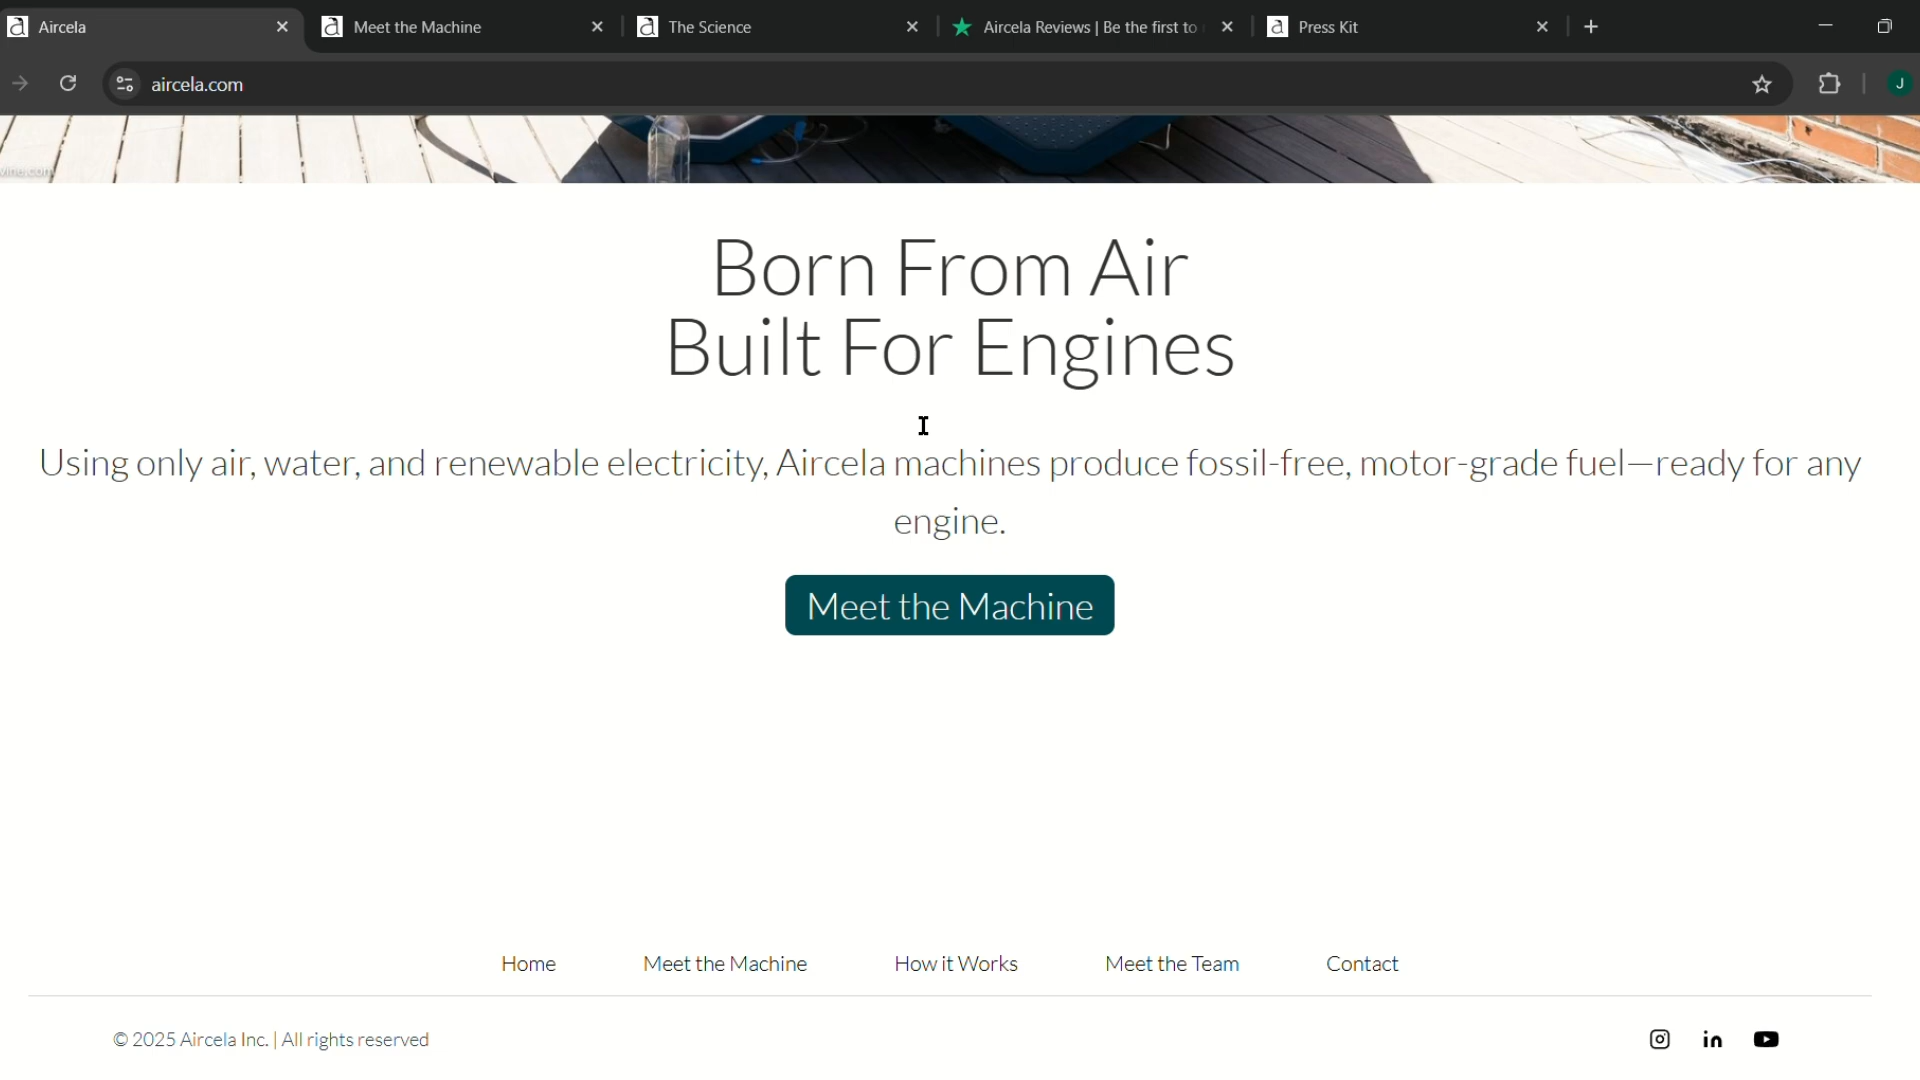 Aircela
Meet the Machine
The Science
Aircela Reviews | Be the first to
Press Kit
aircela.com
J
Born From Air
Built For Engines
Using only air, water, and renewable electricity, Aircela machines produce fossil-free, motor-grade fuel—ready for any
engine.
Meet the Machine
Home Meet the Machine How it Works Meet the Team Contact
© 2025 Aircela Inc. | All rights reserved